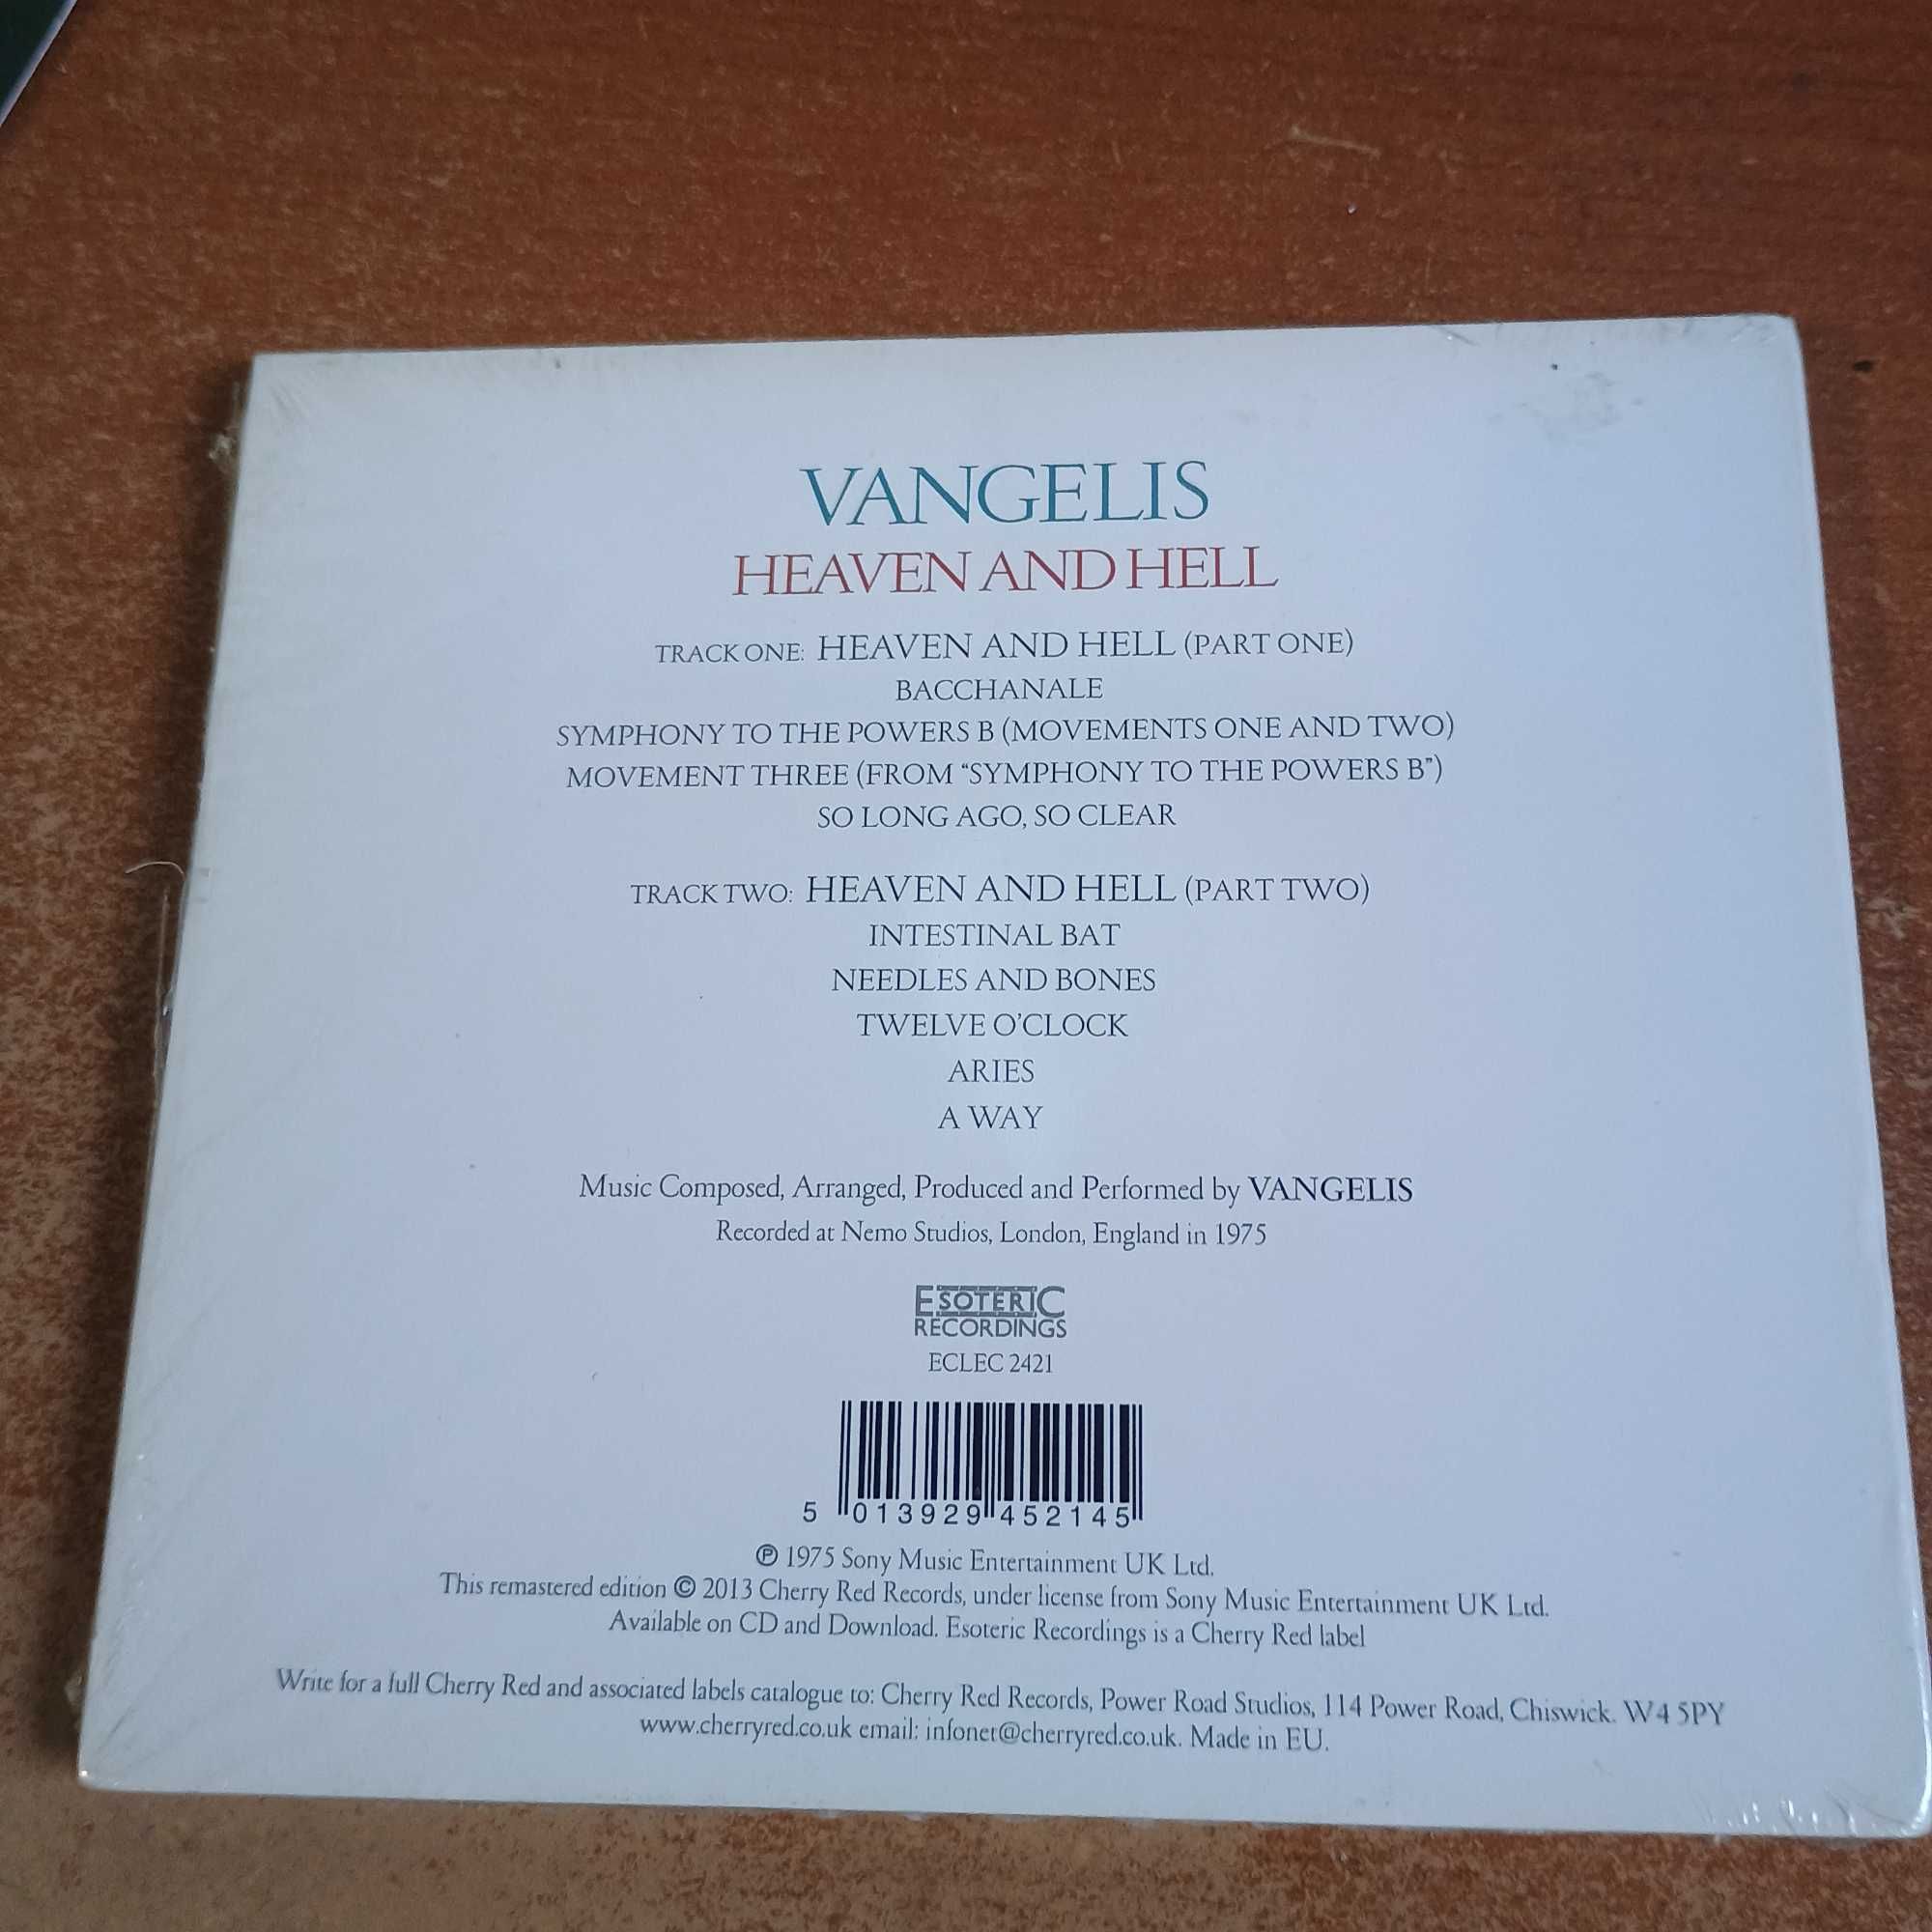 VANGELIS
HEAVEN AND HELL
TRACK ONE: HEAVEN AND HELL (PART ONE)
BACCHANALE
SYMPHONY TO THE POWERS B (MOVEMENTS ONE AND TWO)
MOVEMENT THREE (FROM “SYMPHONY TO THE POWERS B”)
SO LONG AGO, SO CLEAR
TRACK TWO: HEAVEN AND HELL (PART TWO)
INTESTINAL BAT
NEEDLES AND BONES
TWELVE O’CLOCK
ARIES
A WAY
Music Composed, Arranged, Produced and Performed by VANGELIS
Recorded at Nemo Studios, London, England in 1975
ESOTERIC
RECORDINGS
ECLEC 2421
5 013929 452145
℗ 1975 Sony Music Entertainment UK Ltd.
This remastered edition © 2013 Cherry Red Records, under license from Sony Music Entertainment UK Ltd.
Available on CD and Download. Esoteric Recordings is a Cherry Red label
Write for a full Cherry Red and associated labels catalogue to: Cherry Red Records, Power Road Studios, 114 Power Road, Chiswick. W4 5PY
www.cherryred.co.uk email: infonet@cherryred.co.uk. Made in EU.